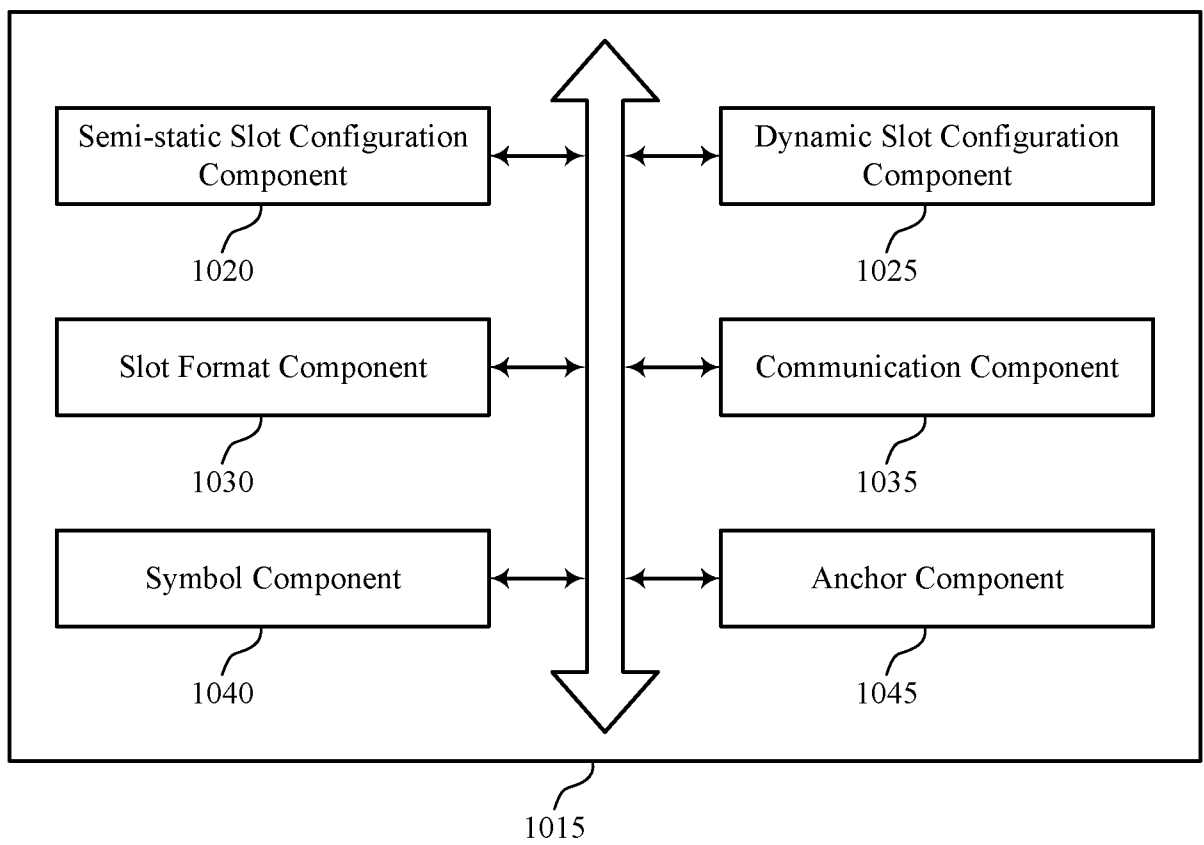 Semi-static Slot Configuration
Component
1020
Dynamic Slot Configuration
Component
1025
Slot Format Component
1030
Communication Component
1035
Symbol Component
1040
Anchor Component
1045
1015